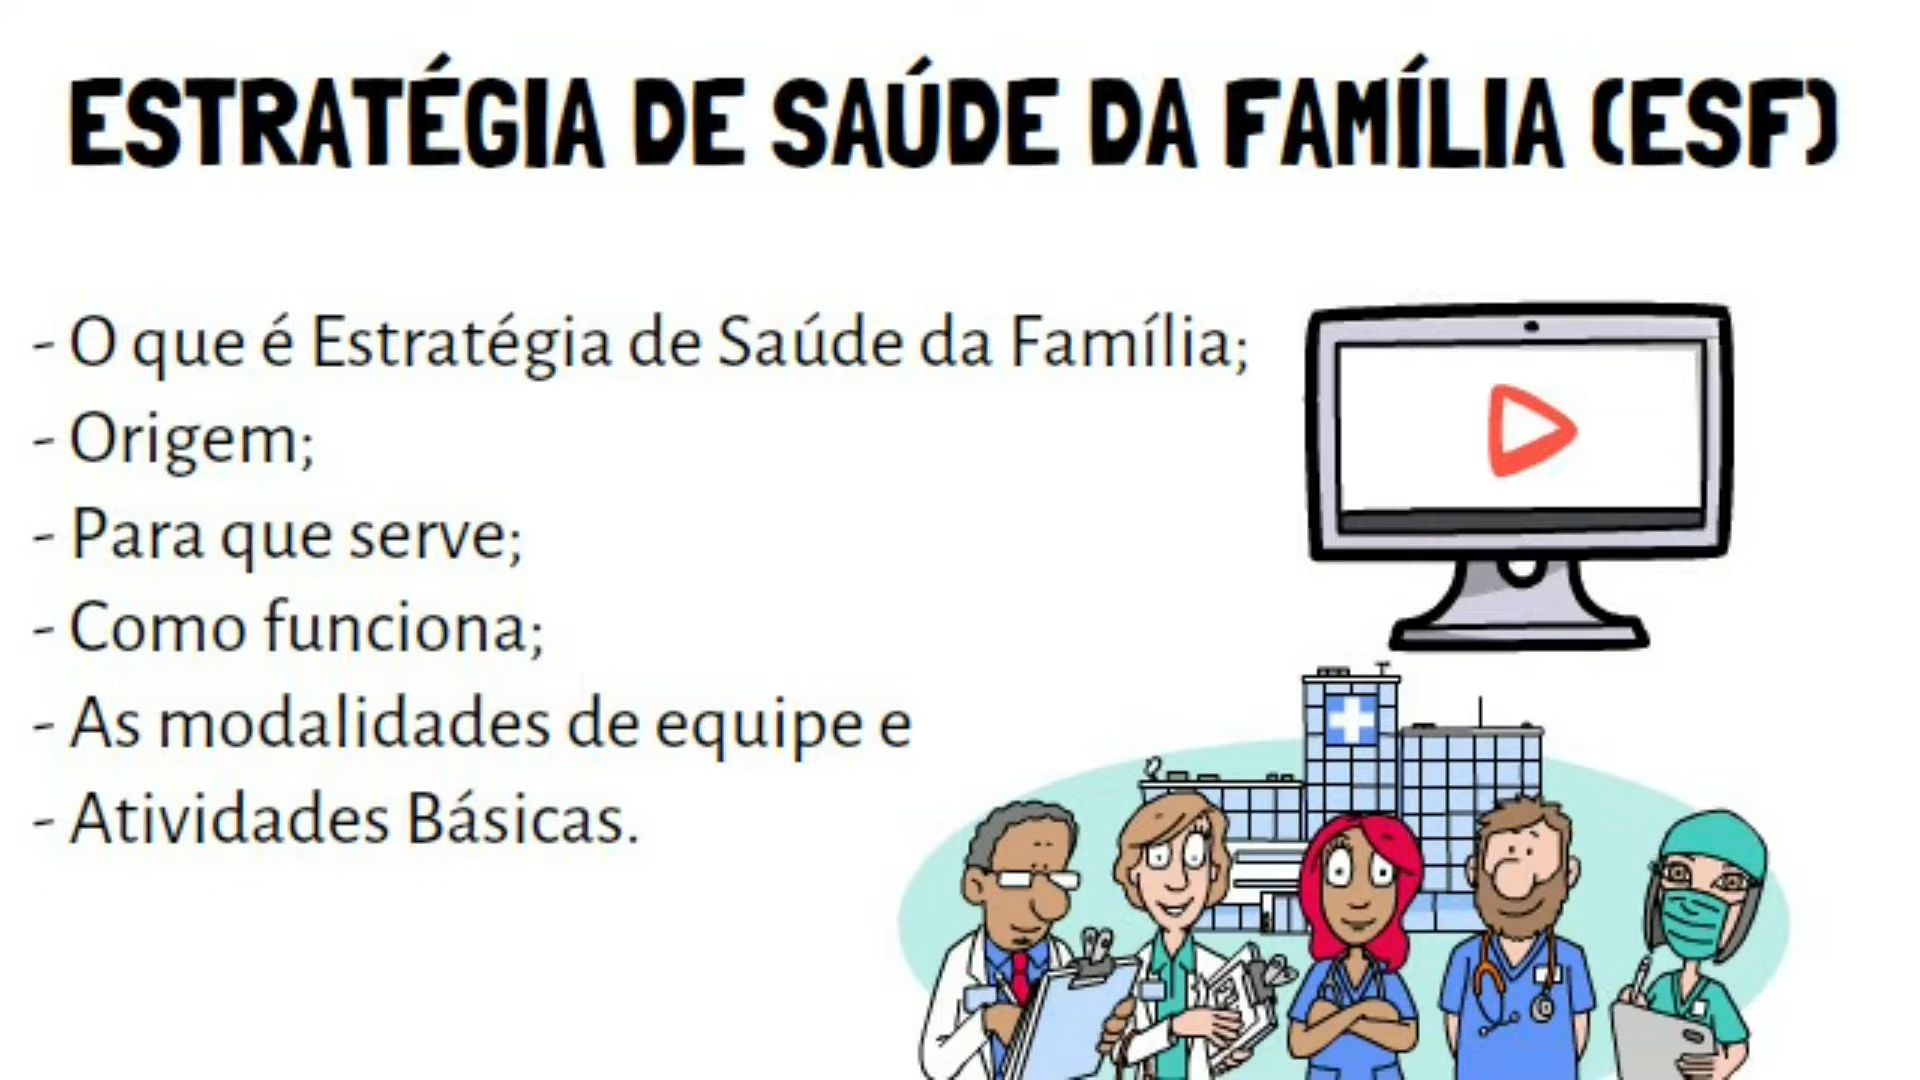 ESTRATÉGIA DE SAÚDE DA FAMÍLIA (ESF)
- O que é Estratégia de Saúde da Família;
- Origem;
- Para que serve;
- Como funciona;
- As modalidades de equipe e
- Atividades Básicas.